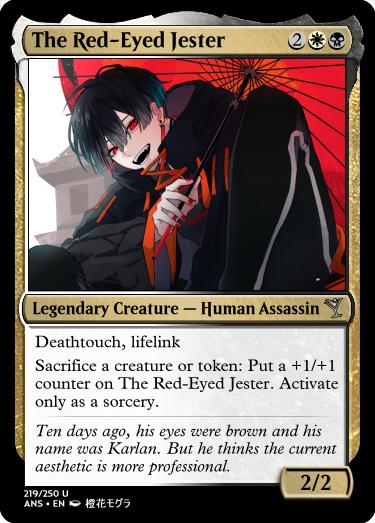 The Red-Eyed Jester 2
Legendary Creature — Human Assassin
Deathtouch, lifelink
Sacrifice a creature or token: Put a +1/+1
counter on The Red-Eyed Jester. Activate
only as a sorcery.
Ten days ago, his eyes were brown and his
name was Karlan. But he thinks the current
aesthetic is more professional.
2/2
219/250 U
ANS • EN 橙花モグラ